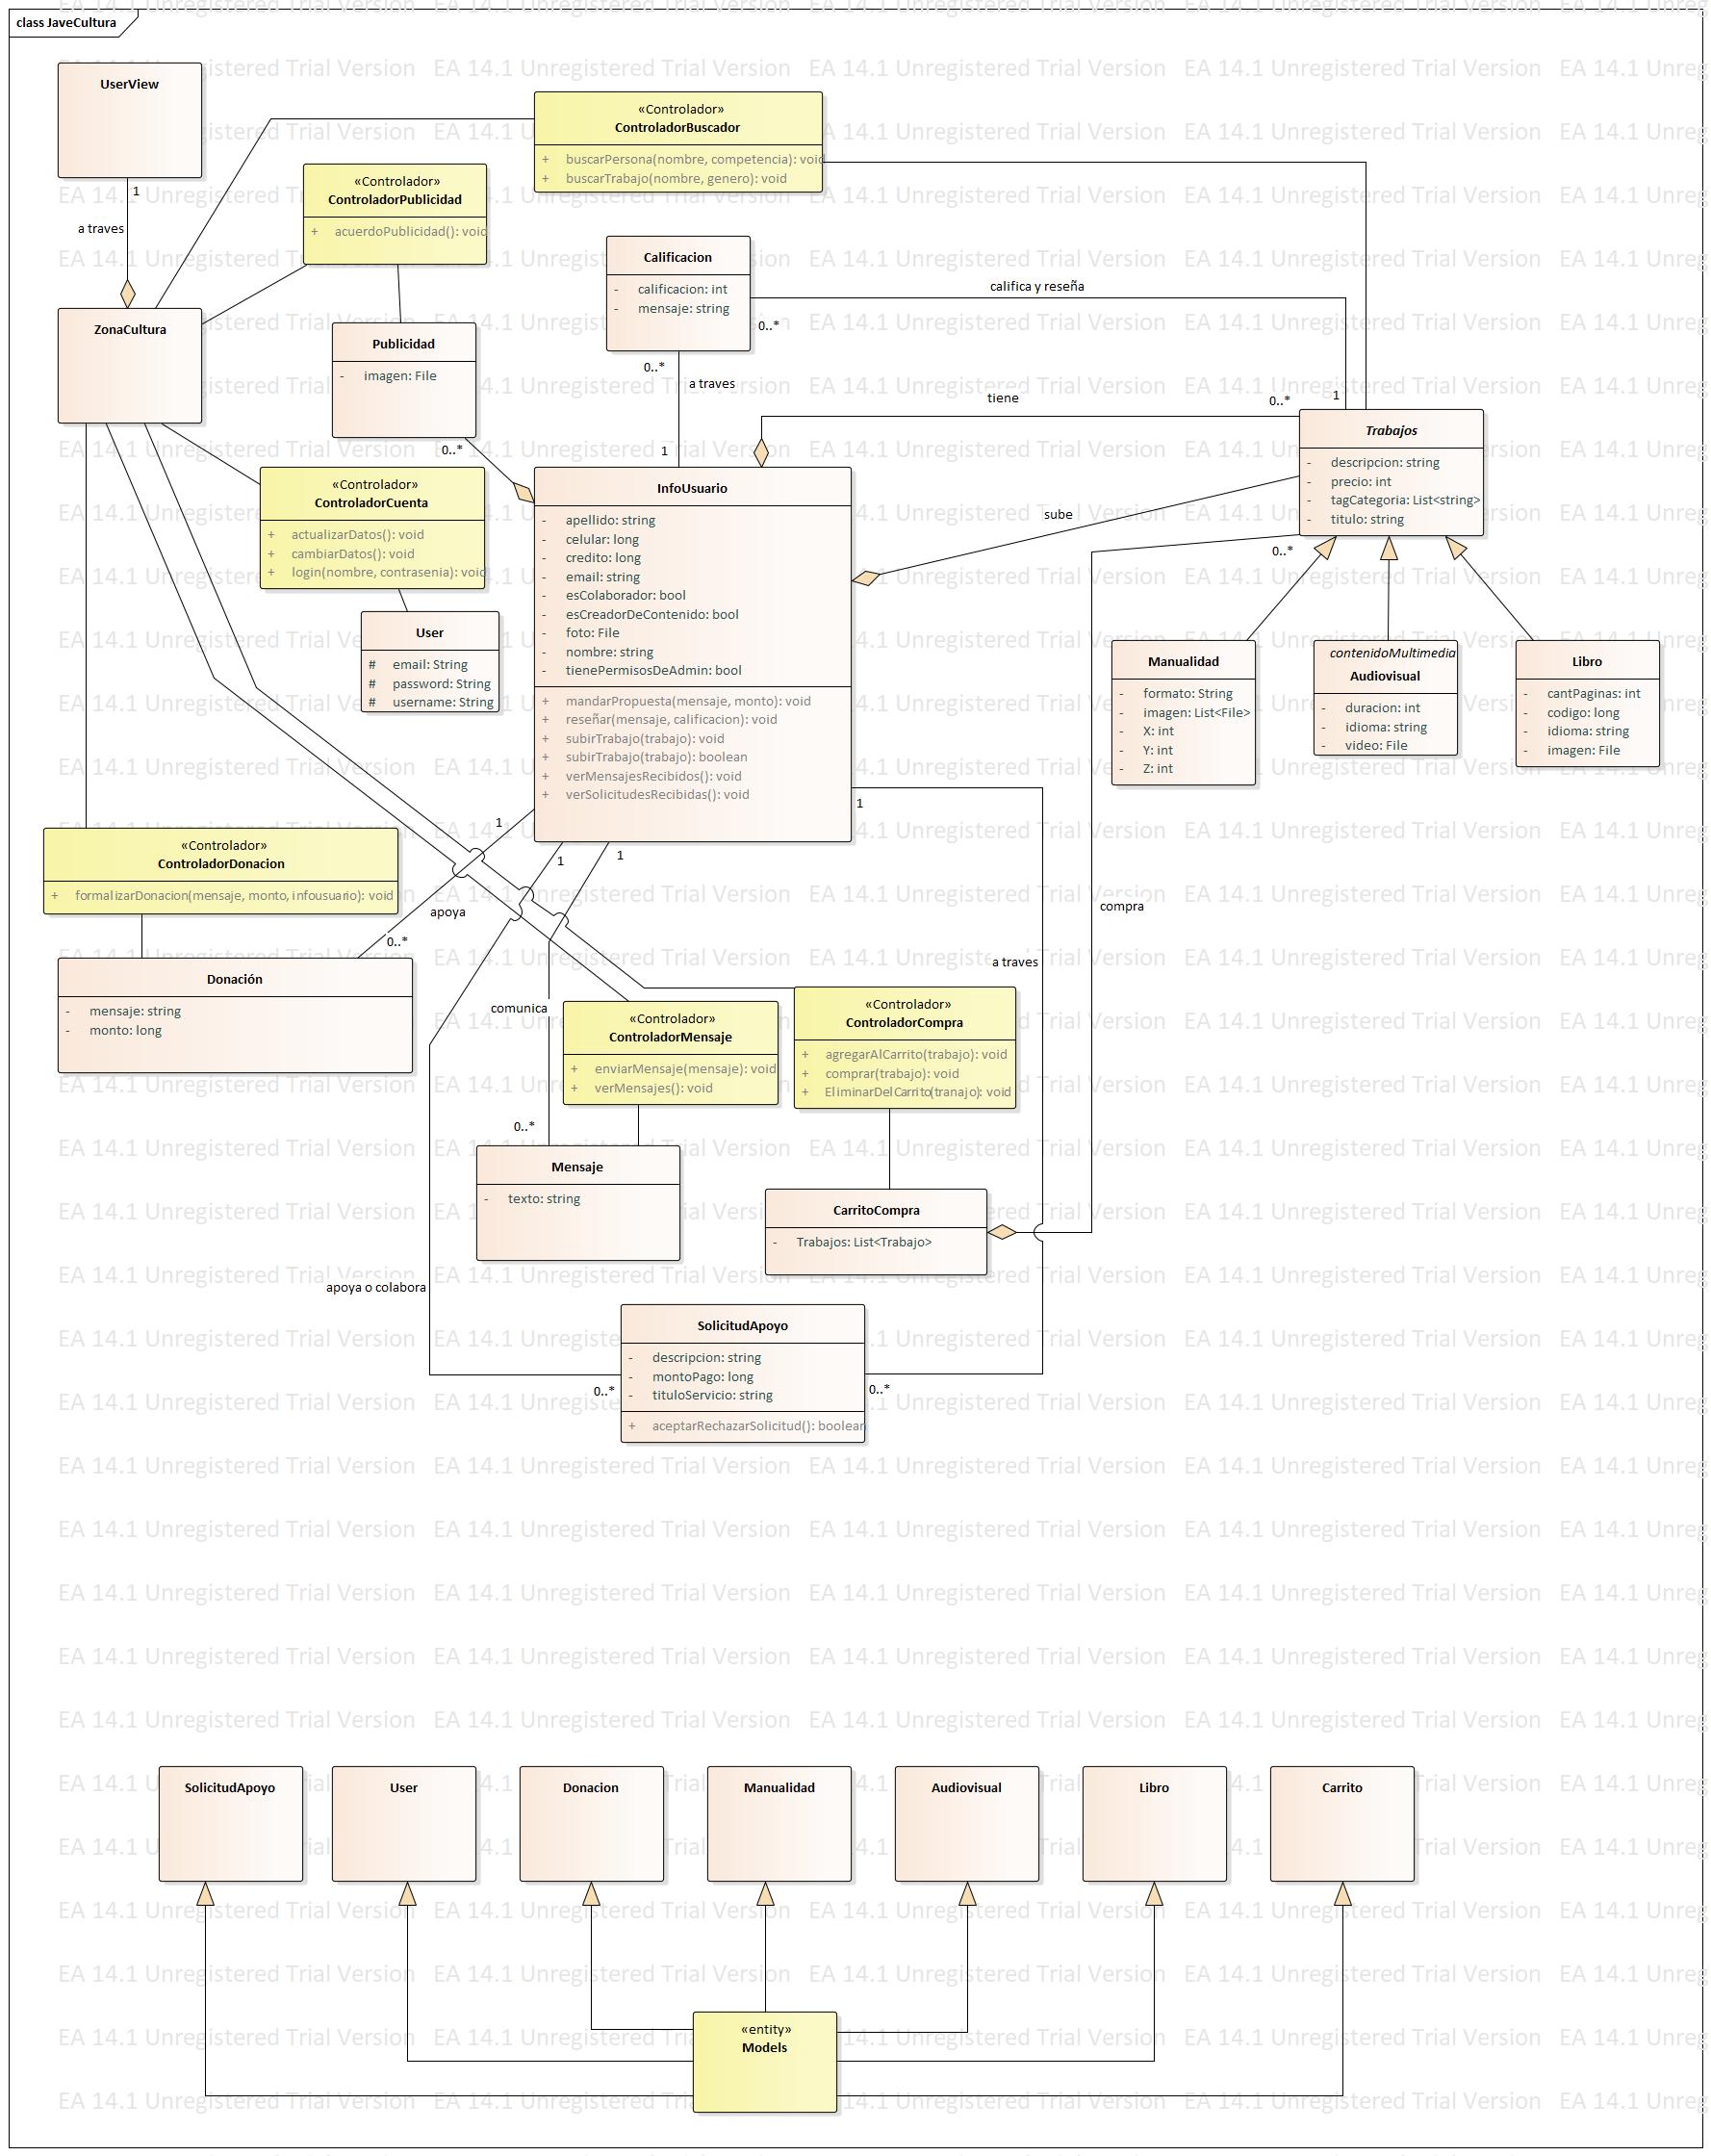 class JaveCultura
UserView
1
a traves
ZonaCultura
«Controlador»
ControladorBuscador
+ buscarPersona(nombre, competencia): void
+ buscarTrabajo(nombre, genero): void
«Controlador»
ControladorPublicidad
+ acuerdoPublicidad(): void
Publicidad
- imagen: File
0..*
Calificacion
- calificacion: int
- mensaje: string
0..*
califica y reseña
1
0..*
a traves
1
tiene
0..*
Trabajos
- descripcion: string
- precio: int
- tagCategoria: List<string>
- titulo: string
sube
0..*
«Controlador»
ControladorCuenta
+ actualizarDatos(): void
+ cambiarDatos(): void
+ login(nombre, contrasenia): void
User
# email: String
# password: String
# username: String
InfoUsuario
- apellido: string
- celular: long
- credito: long
- email: string
- esColaborador: bool
- esCreadorDeContenido: bool
- foto: File
- nombre: string
- tienePermisosDeAdmin: bool
+ mandarPropuesta(mensaje, monto): void
+ reseñar(mensaje, calificacion): void
+ subirTrabajo(trabajo): void
+ subirTrabajo(trabajo): boolean
+ verMensajesRecibidos(): void
+ verSolicitudesRecibidas(): void
Manualidad
- formato: String
- imagen: List<File>
- X: int
- Y: int
- Z: int
contenidoMultimedia
Audiovisual
- duracion: int
- idioma: string
- video: File
Libro
- cantPaginas: int
- codigo: long
- idioma: string
- imagen: File
1
1
1
1
«Controlador»
ControladorDonacion
+ formalizarDonacion(mensaje, monto, infousuario): void
apoya
0..*
compra
Donación
- mensaje: string
- monto: long
a traves
comunica
«Controlador»
ControladorMensaje
+ enviarMensaje(mensaje): void
+ verMensajes(): void
«Controlador»
ControladorCompra
+ agregarAlCarrito(trabajo): void
+ comprar(trabajo): void
+ EliminarDelCarrito(tranajo): void
0..*
Mensaje
- texto: string
CarritoCompra
- Trabajos: List<Trabajo>
apoya o colabora
SolicitudApoyo
- descripcion: string
- montoPago: long
- tituloServicio: string
+ aceptarRechazarSolicitud(): boolean
0..*
0..*
SolicitudApoyo
User
Donacion
Manualidad
Audiovisual
Libro
Carrito
«entity»
Models
EA 14.1 Unregistered Trial Version